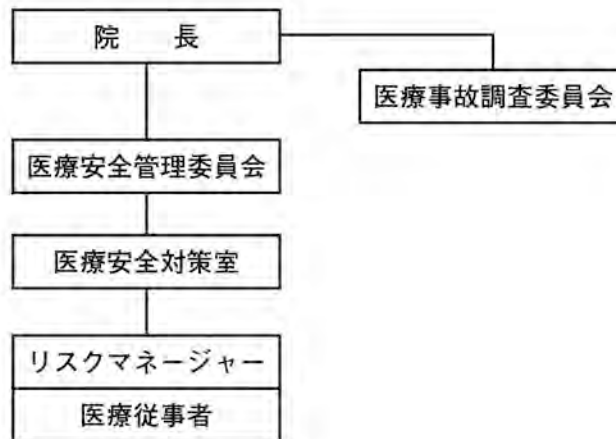 院　　長
医療事故調査委員会
医療安全管理委員会
医療安全対策室
リスクマネージャー
医療従事者